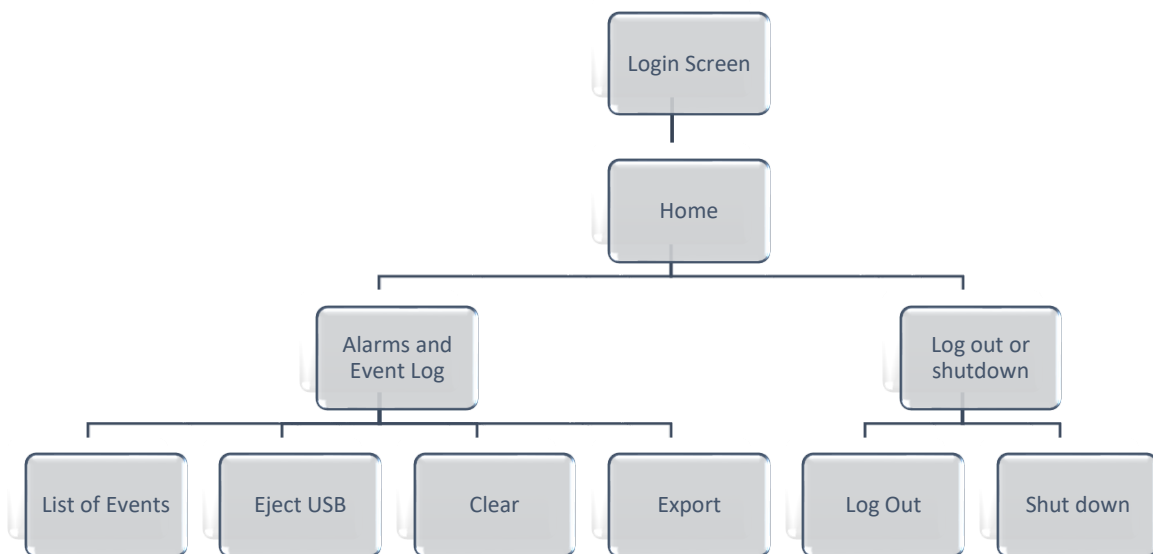 Login Screen
Home
Alarms and
Event Log
Log out or
shutdown
List of Events
Eject USB
Clear
Export
Log Out
Shut down